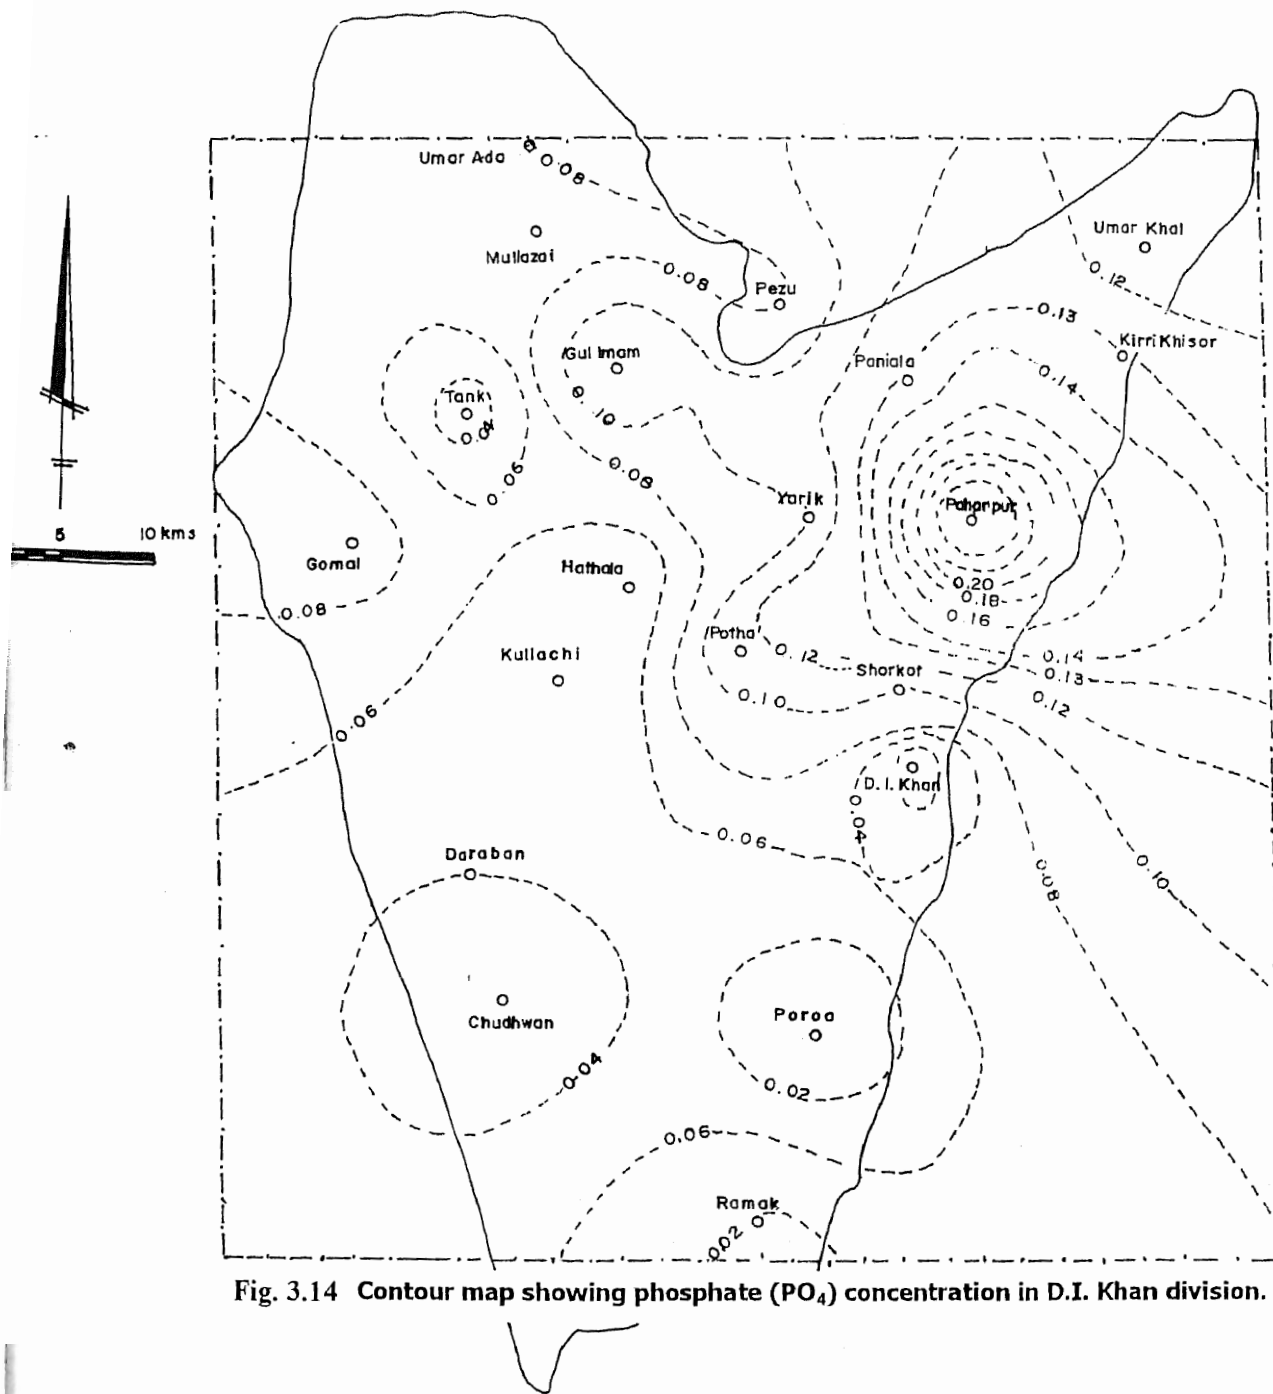 Umar Ada
0.08
Mullazai
Umar Khal
0.12
0.08
Pezu
0.13
Kirri Khisor
Gul Imam
Paniala
0.14
Tank
0.10
0.04
0.06
0.08
Yarik
Paharpur
5 10 kms
Gomal
Hathala
0.20
0.18
0.08
0.16
Potha
Kullachi
0.12
0.14
Shorkot
0.13
0.10
0.12
0.06
D.I. Khan
0.04
0.06
Daraban
0.08
0.10
Chudhwan
Poroa
0.04
0.02
0.06
Ramak
0.02
Fig. 3.14 Contour map showing phosphate (PO₄) concentration in D.I. Khan division.